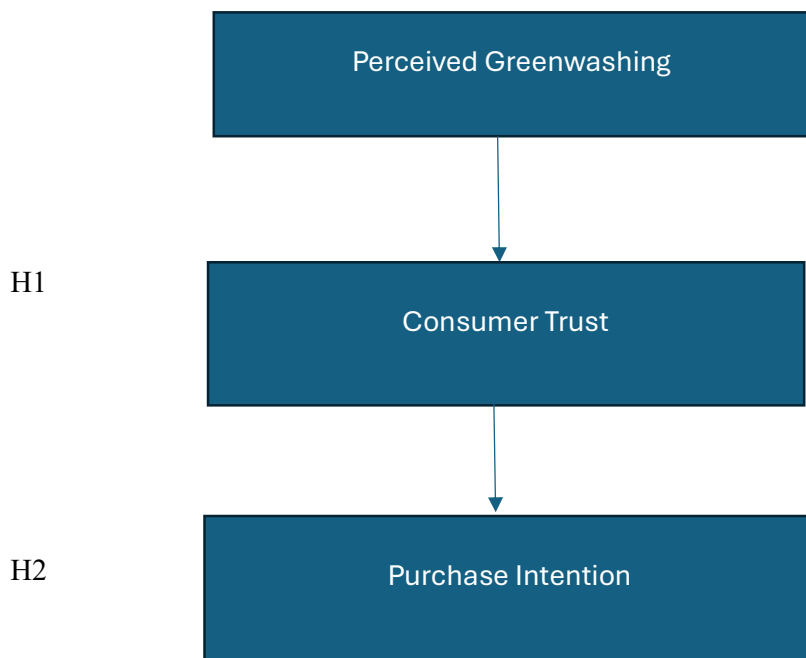 Perceived Greenwashing
H1
Consumer Trust
H2
Purchase Intention